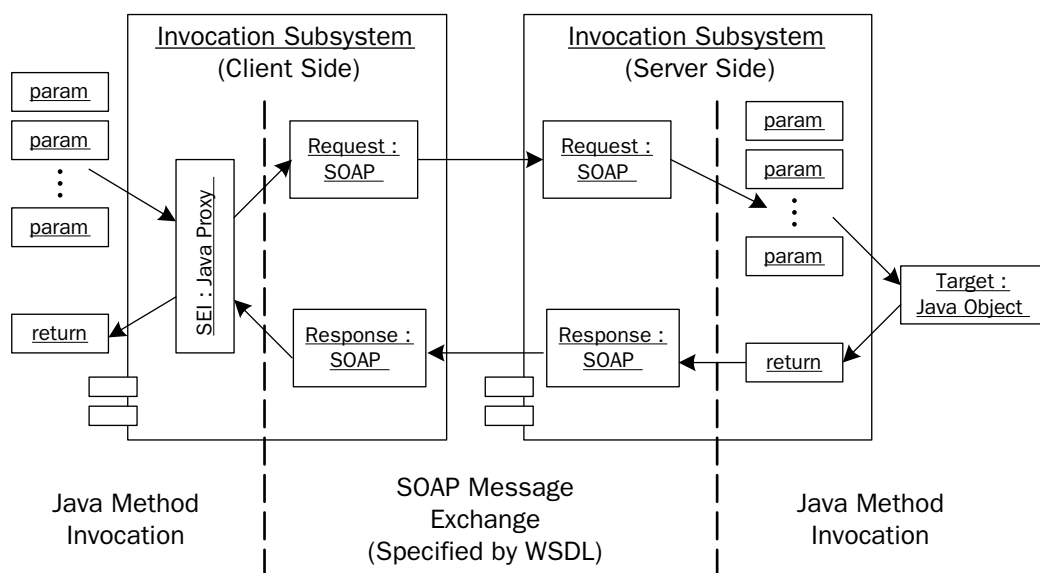 Invocation Subsystem
(Client Side)
Invocation Subsystem
(Server Side)
param
param
param
return
SEI : Java Proxy
Request :
SOAP
Response :
SOAP
Request :
SOAP
Response :
SOAP
param
param
param
return
Target :
Java Object
Java Method
Invocation
SOAP Message
Exchange
(Specified by WSDL)
Java Method
Invocation